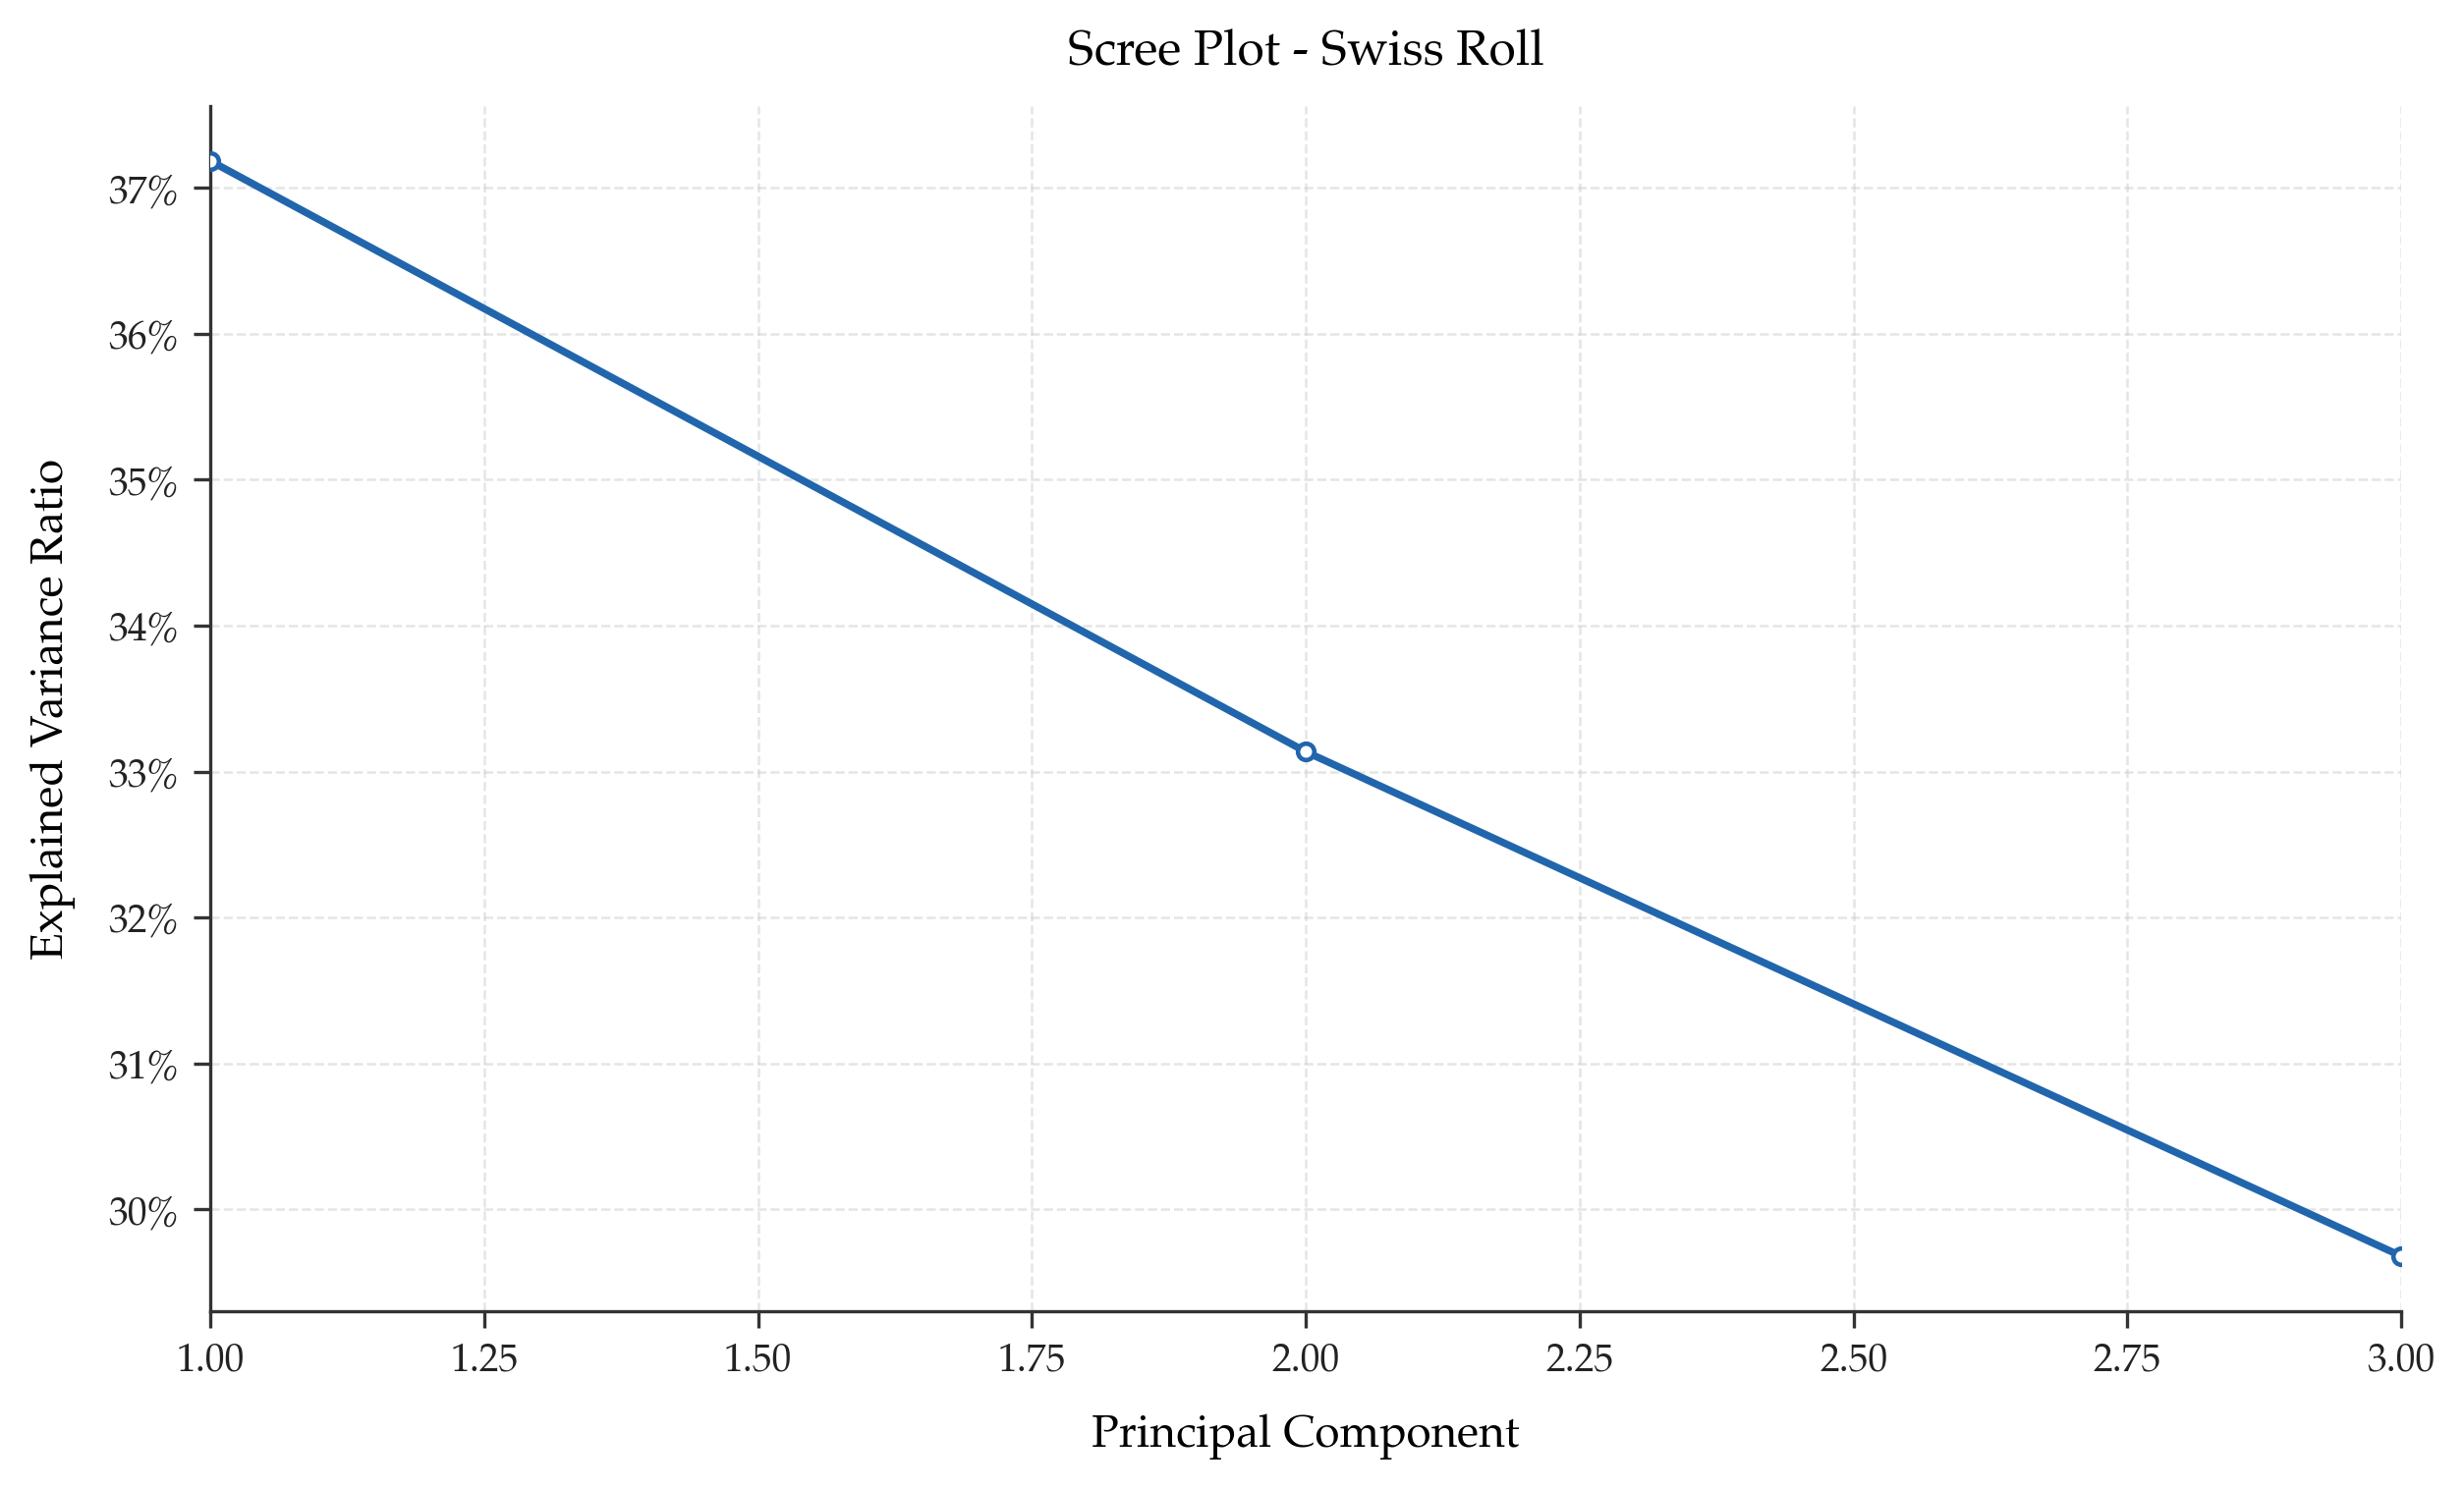 Scree Plot - Swiss Roll
Explained Variance Ratio
37%
36%
35%
34%
33%
32%
31%
30%
1.00 1.25 1.50 1.75 2.00 2.25 2.50 2.75 3.00
Principal Component